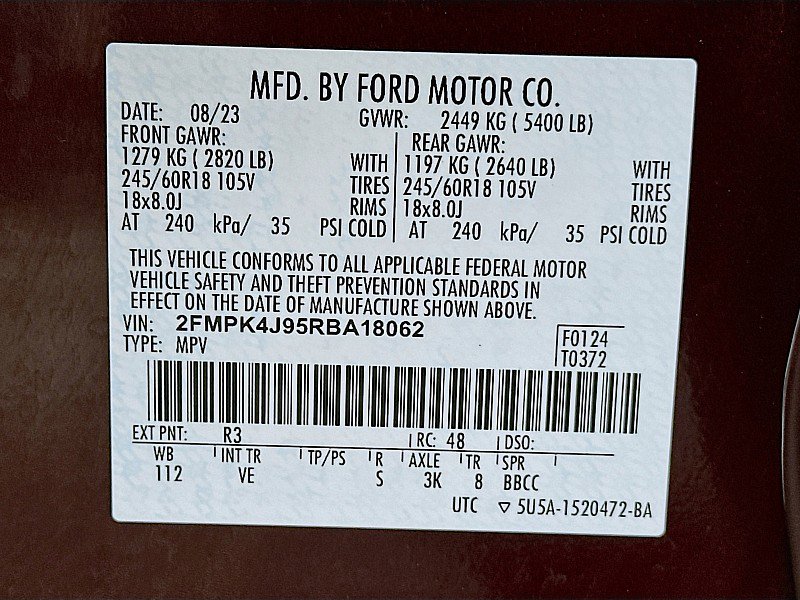 MFD. BY FORD MOTOR CO.
DATE: 08/23 GVWR: 2449 KG ( 5400 LB)
FRONT GAWR: REAR GAWR:
1279 KG ( 2820 LB) WITH 1197 KG ( 2640 LB) WITH
245/60R18 105V TIRES 245/60R18 105V TIRES
18x8.0J RIMS 18x8.0J RIMS
AT 240 kPa/ 35 PSI COLD AT 240 kPa/ 35 PSI COLD
THIS VEHICLE CONFORMS TO ALL APPLICABLE FEDERAL MOTOR
VEHICLE SAFETY AND THEFT PREVENTION STANDARDS IN
EFFECT ON THE DATE OF MANUFACTURE SHOWN ABOVE.
VIN: 2FMPK4J95RBA18062
TYPE: MPV
F0124
T0372
EXT PNT: R3 RC: 48 DSO:
WB INT TR TP/PS R AXLE TR SPR
112 VE S 3K 8 BBCC
UTC ▽ 5U5A-1520472-BA